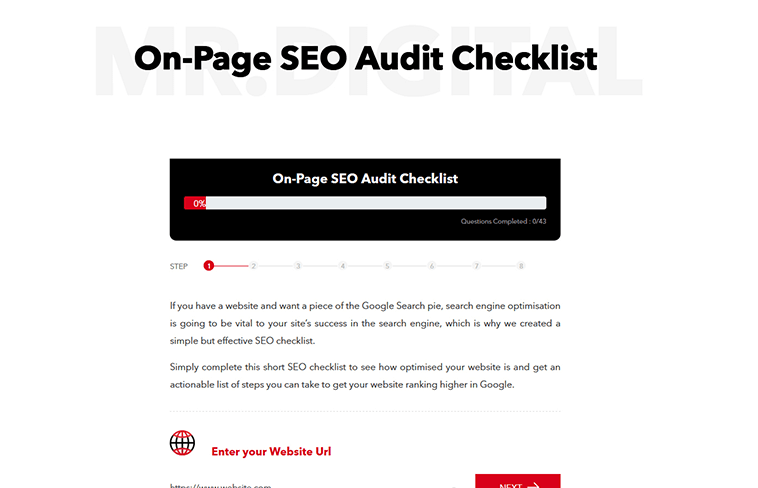 MR.DIGITAL
On-Page SEO Audit Checklist
On-Page SEO Audit Checklist
0%
Questions Completed : 0/43
STEP 1 2 3 4 5 6 7 8
If you have a website and want a piece of the Google Search pie, search engine optimisation
is going to be vital to your site's success in the search engine, which is why we created a
simple but effective SEO checklist.
Simply complete this short SEO checklist to see how optimised your website is and get an
actionable list of steps you can take to get your website ranking higher in Google.
Enter your Website Url
https://www.website.com
NEXT